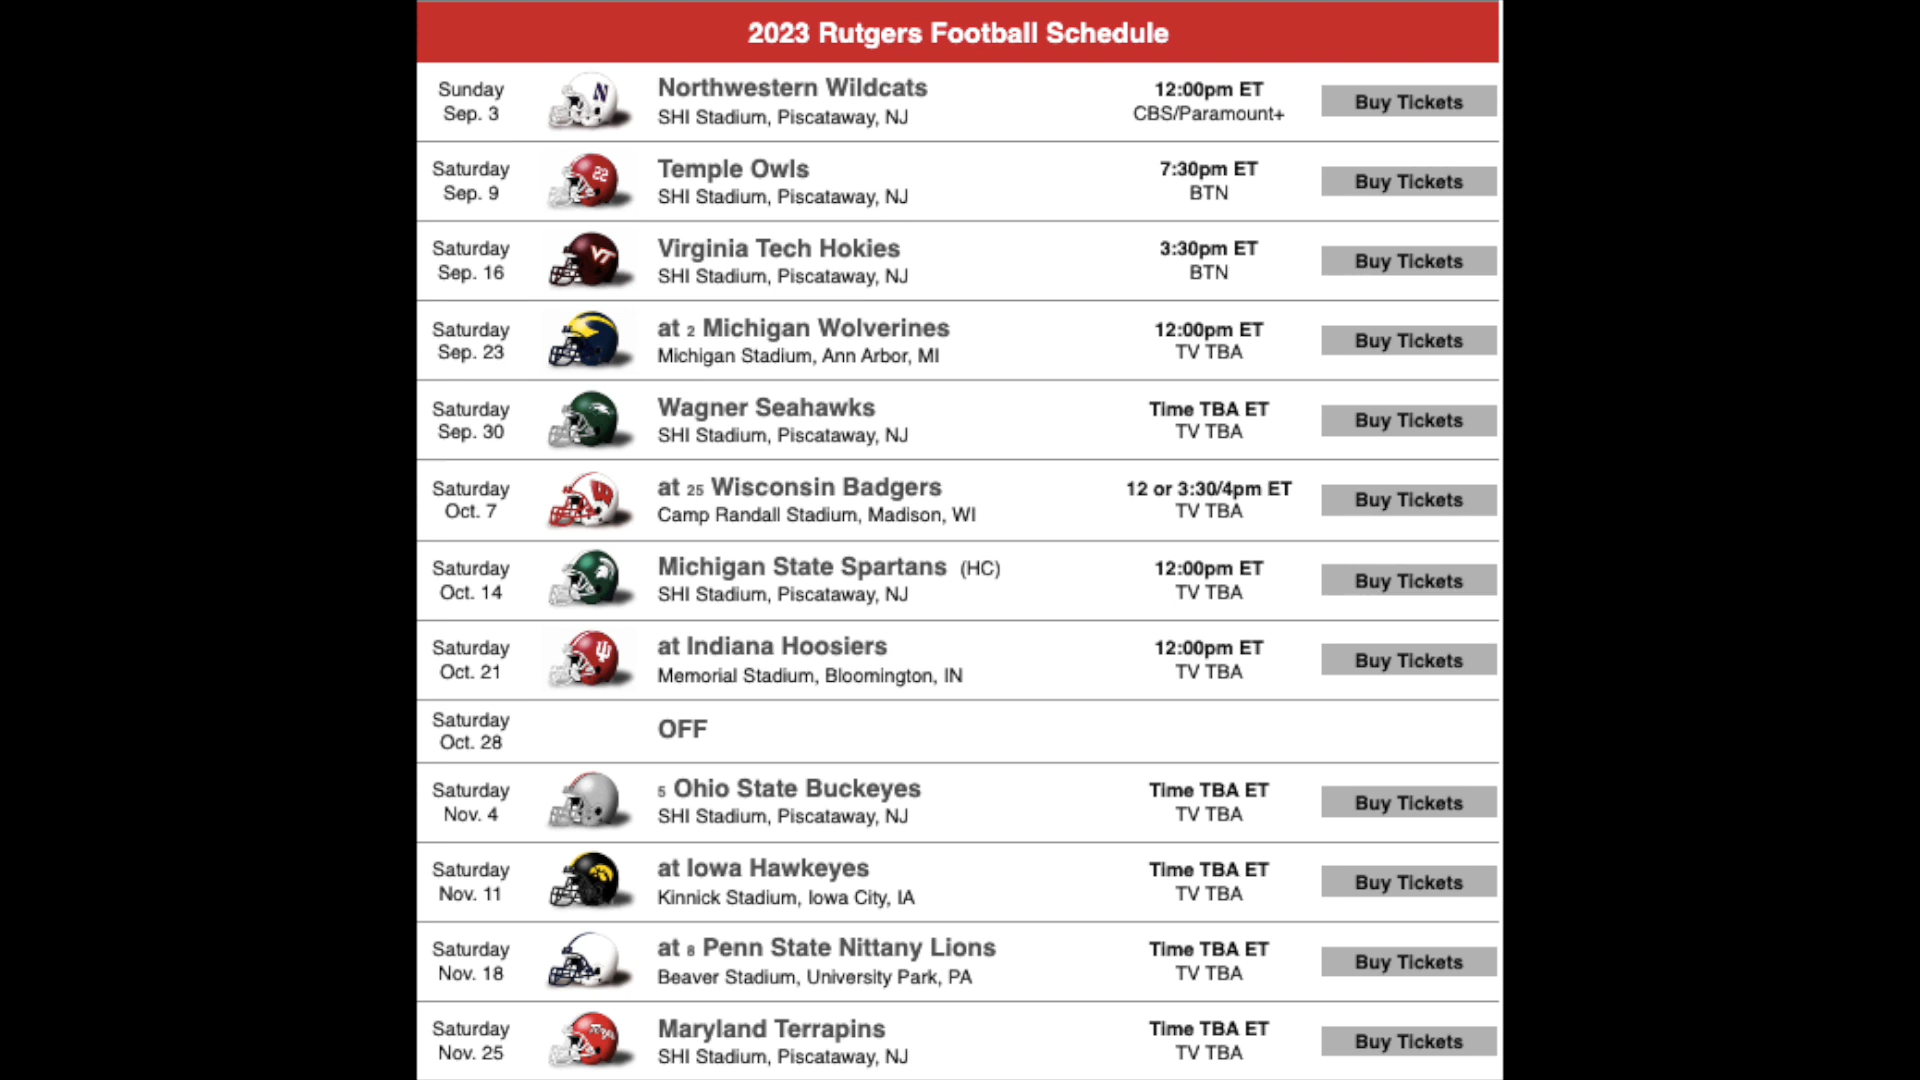 2023 Rutgers Football Schedule
Sunday
Sep. 3
N
Northwestern Wildcats
SHI Stadium, Piscataway, NJ
12:00pm ET
CBS/Paramount+
Buy Tickets
Saturday
Sep. 9
22
Temple Owls
SHI Stadium, Piscataway, NJ
7:30pm ET
BTN
Buy Tickets
Saturday
Sep. 16
VT
Virginia Tech Hokies
SHI Stadium, Piscataway, NJ
3:30pm ET
BTN
Buy Tickets
Saturday
Sep. 23
at 2 Michigan Wolverines
Michigan Stadium, Ann Arbor, MI
12:00pm ET
TV TBA
Buy Tickets
Saturday
Sep. 30
Wagner Seahawks
SHI Stadium, Piscataway, NJ
Time TBA ET
TV TBA
Buy Tickets
Saturday
Oct. 7
W
at 25 Wisconsin Badgers
Camp Randall Stadium, Madison, WI
12 or 3:30/4pm ET
TV TBA
Buy Tickets
Saturday
Oct. 14
Michigan State Spartans (HC)
SHI Stadium, Piscataway, NJ
12:00pm ET
TV TBA
Buy Tickets
Saturday
Oct. 21
at Indiana Hoosiers
Memorial Stadium, Bloomington, IN
12:00pm ET
TV TBA
Buy Tickets
Saturday
Oct. 28
OFF
Saturday
Nov. 4
5 Ohio State Buckeyes
SHI Stadium, Piscataway, NJ
Time TBA ET
TV TBA
Buy Tickets
Saturday
Nov. 11
at Iowa Hawkeyes
Kinnick Stadium, Iowa City, IA
Time TBA ET
TV TBA
Buy Tickets
Saturday
Nov. 18
at 8 Penn State Nittany Lions
Beaver Stadium, University Park, PA
Time TBA ET
TV TBA
Buy Tickets
Saturday
Nov. 25
Terps
Maryland Terrapins
SHI Stadium, Piscataway, NJ
Time TBA ET
TV TBA
Buy Tickets